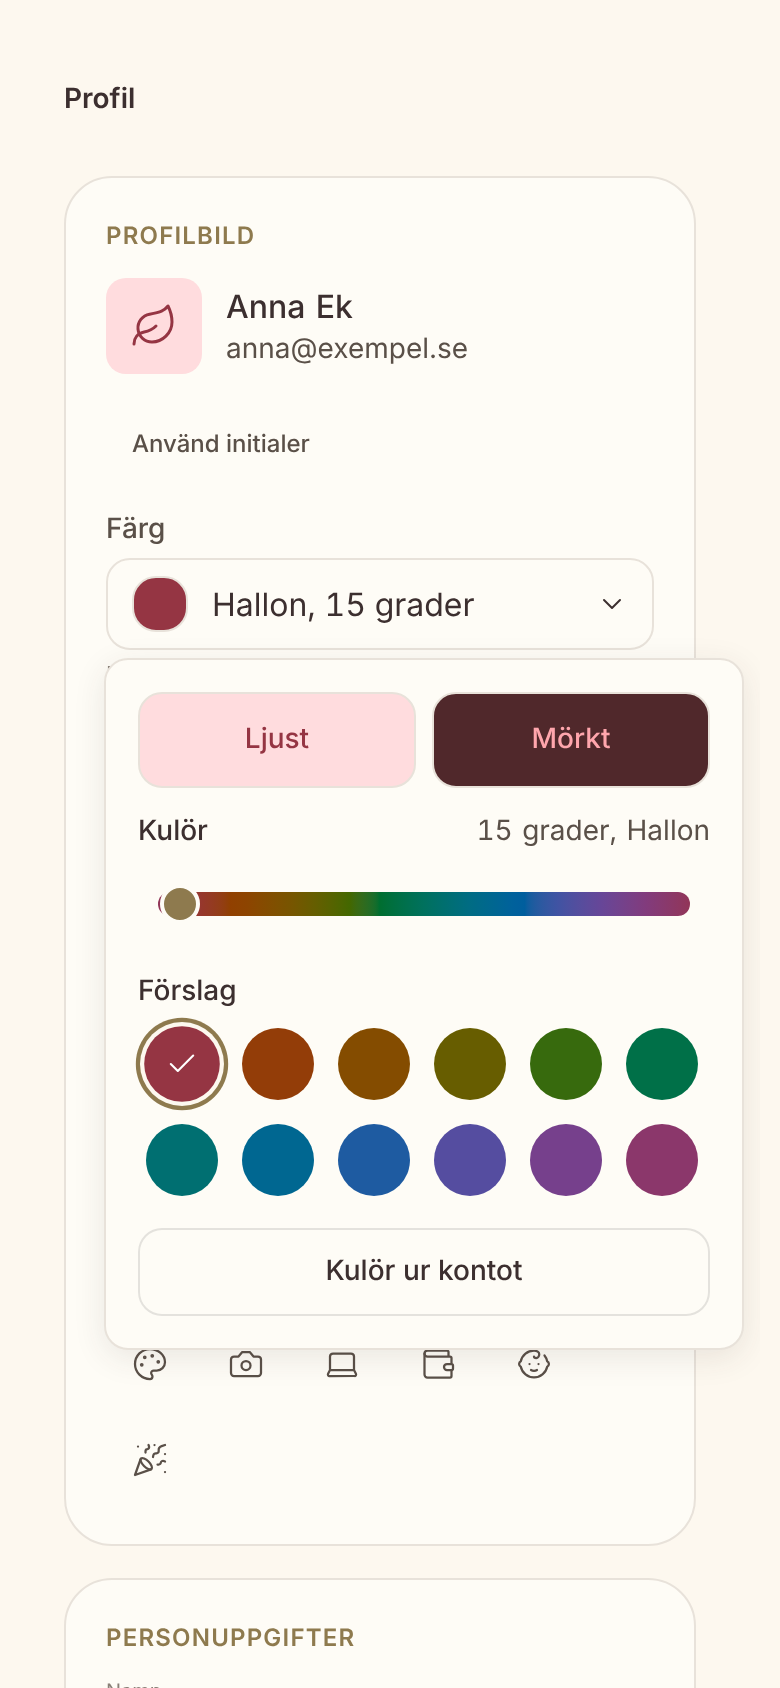 Profil
PROFILBILD
Anna Ek
anna@exempel.se
Använd initialer
Färg
Hallon, 15 grader
Ljust
Mörkt
Kulör
15 grader, Hallon
Förslag
Kulör ur kontot
PERSONUPPGIFTER